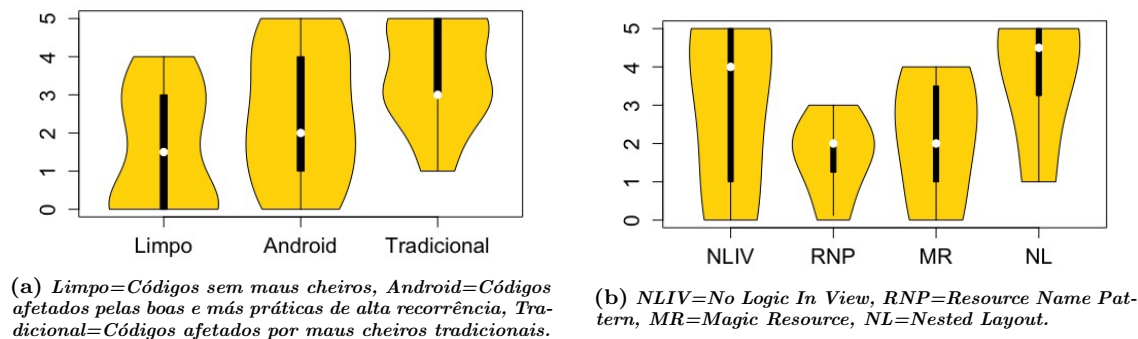 0 1 2 3 4 5
Limpo Android Tradicional
(a) Limpo=Códigos sem maus cheiros, Android=Códigos
afetados pelas boas e más práticas de alta recorrência, Tra-
dicional=Códigos afetados por maus cheiros tradicionais.
0 1 2 3 4 5
NLIV RNP MR NL
(b) NLIV=No Logic In View, RNP=Resource Name Pat-
tern, MR=Magic Resource, NL=Nested Layout.